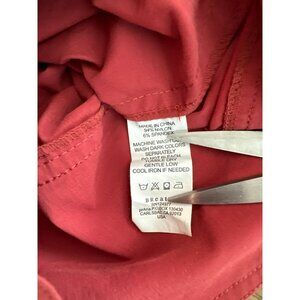 MADE IN CHINA
94% NYLON
6% SPANDEX
MACHINE WASH
WASH DARK COLORS
SEPARATELY
DO NOT BLEACH
TUMBLE DRY
GENTLE LOW
COOL IRON IF NEEDED
CARLSBAD, CA 92013
USA